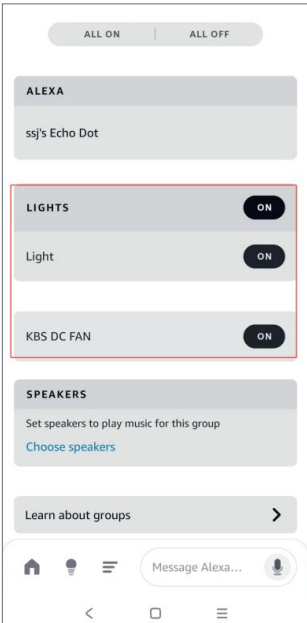 ALL ON | ALL OFF
ALEXA
ssj's Echo Dot
LIGHTS ON
Light ON
KBS DC FAN ON
SPEAKERS
Set speakers to play music for this group
Choose speakers
Learn about groups
Message Alexa...